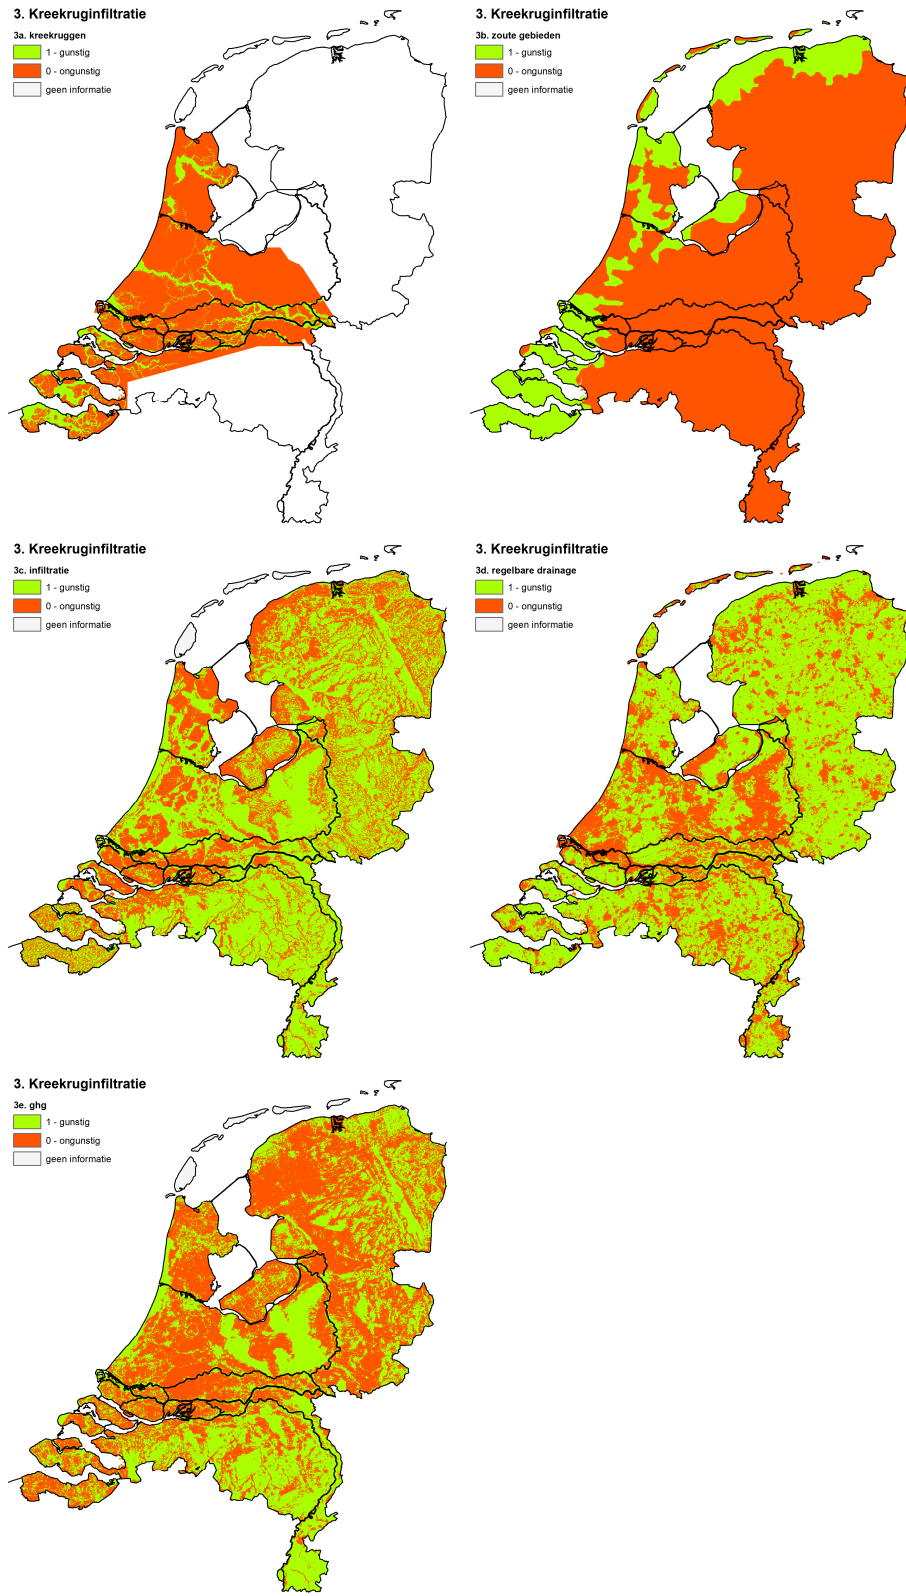 3. Kreekruginfiltratie
3a. kreekruggen
1 - gunstig
0 - ongunstig
geen informatie
3. Kreekruginfiltratie
3b. zoute gebieden
1 - gunstig
0 - ongunstig
geen informatie
3. Kreekruginfiltratie
3c. infiltratie
1 - gunstig
0 - ongunstig
geen informatie
3. Kreekruginfiltratie
3d. regelbare drainage
1 - gunstig
0 - ongunstig
geen informatie
3. Kreekruginfiltratie
3e. ghg
1 - gunstig
0 - ongunstig
geen informatie